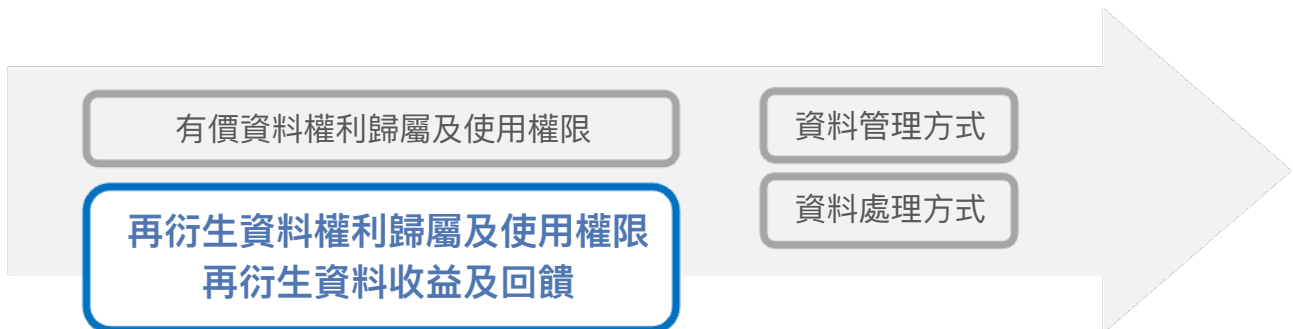 有價資料權利歸屬及使用權限
再衍生資料權利歸屬及使用權限
再衍生資料收益及回饋
資料管理方式
資料處理方式